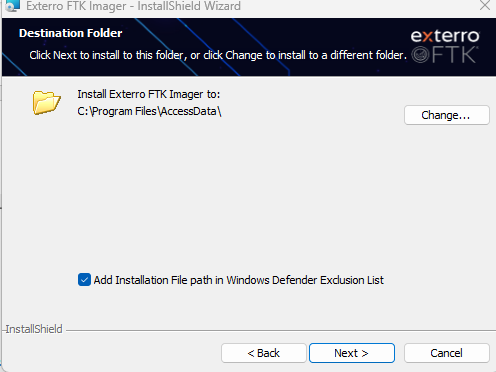 Exterro FTK Imager - InstallShield Wizard
Destination Folder
Click Next to install to this folder, or click Change to install to a different folder.
exterro
FTK
Install Exterro FTK Imager to:
C:\Program Files\AccessData\
Change...
Add Installation File path in Windows Defender Exclusion List
InstallShield
< Back
Next >
Cancel